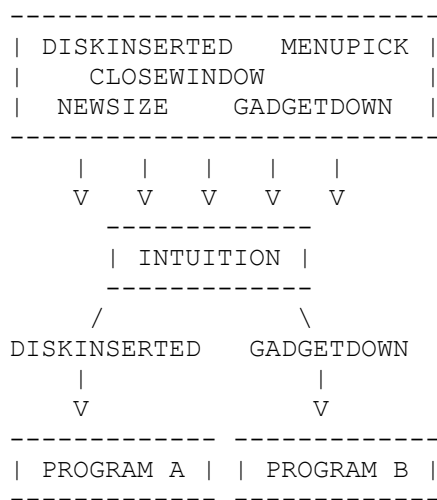 DISKINSERTED MENUPICK
CLOSEWINDOW
NEWSIZE GADGETDOWN
INTUITION
DISKINSERTED GADGETDOWN
PROGRAM A PROGRAM B